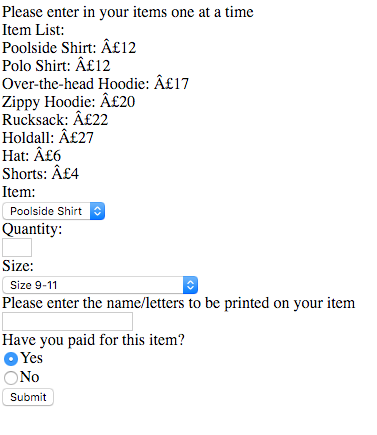 Please enter in your items one at a time
Item List:
Poolside Shirt: Â£12
Polo Shirt: Â£12
Over-the-head Hoodie: Â£17
Zippy Hoodie: Â£20
Rucksack: Â£22
Holdall: Â£27
Hat: Â£6
Shorts: Â£4
Item:
Poolside Shirt
Quantity:
Size:
Size 9-11
Please enter the name/letters to be printed on your item
Have you paid for this item?
Yes
No
Submit